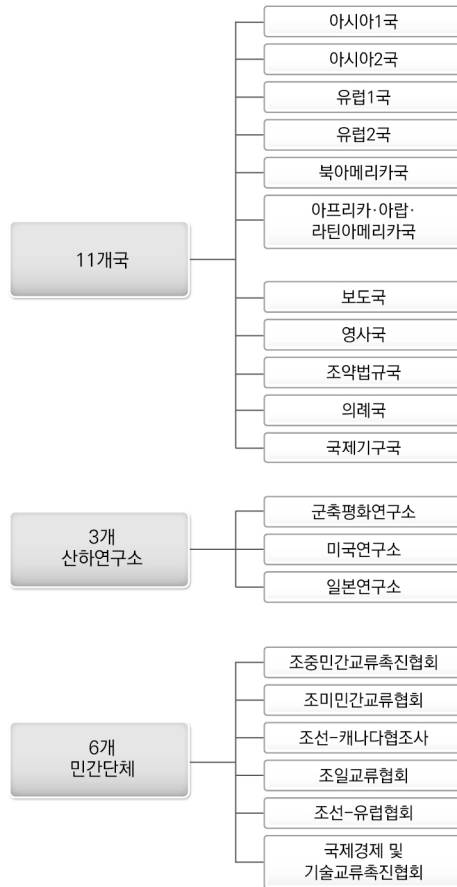 아시아1국
아시아2국
유럽1국
유럽2국
북아메리카국
아프리카·아랍·
라틴아메리카국
11개국
보도국
영사국
조약법규국
의례국
국제기구국
군축평화연구소
3개
산하연구소
미국연구소
일본연구소
조중민간교류촉진협회
조미민간교류협회
조선-캐나다협조사
6개
민간단체
조일교류협회
조선-유럽협회
국제경제 및
기술교류촉진협회